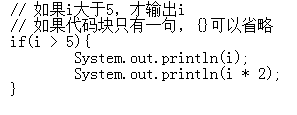 // 如果i大于5，才输出i
// 如果代码块只有一句，{}可以省略
if(i > 5){
        System.out.println(i);
        System.out.println(i * 2);
}